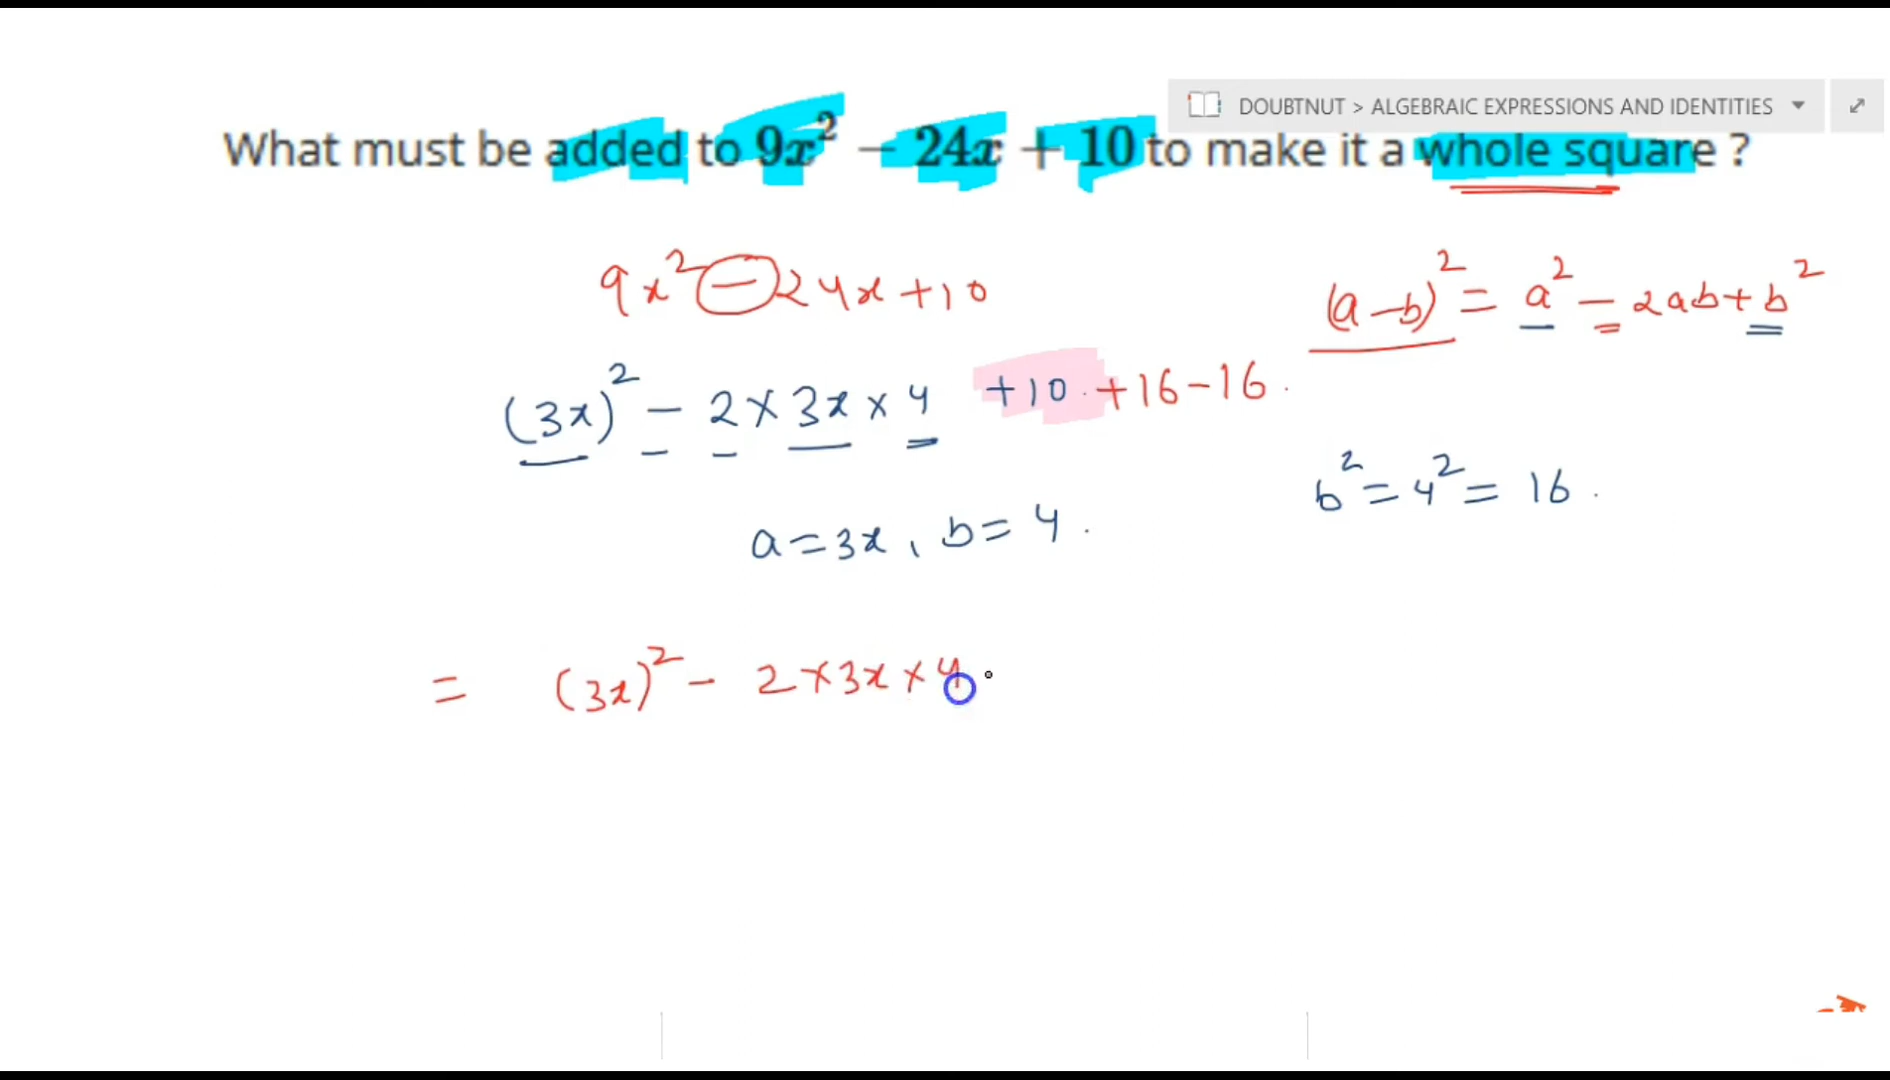 DOUBTNUT > ALGEBRAIC EXPRESSIONS AND IDENTITIES
What must be added to 9x² − 24x + 10 to make it a whole square ?
9x² − 24x + 10
(a − b)² = a² − 2ab + b²
(3x)² − 2 × 3x × 4 + 10 . + 16 − 16 .
b² = 4² = 16 .
a = 3x , b = 4 .
= (3x)² − 2 × 3x × 4